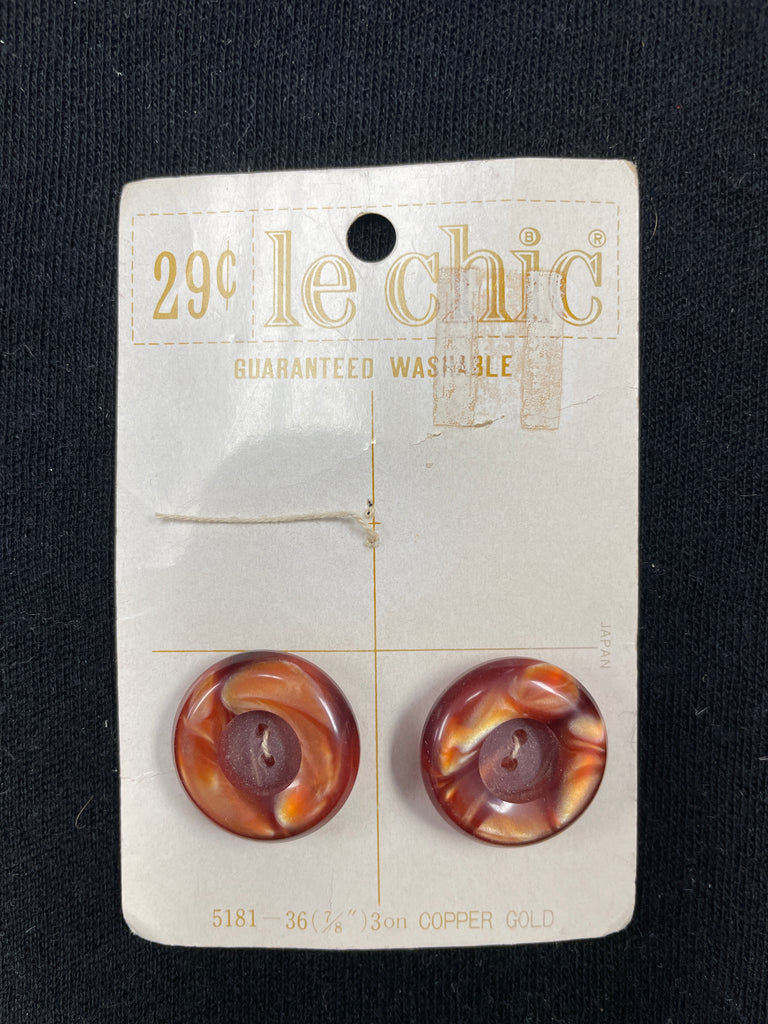 29¢ le chic ®
B
GUARANTEED WASHABLE
JAPAN
5181-36(7/8")3on COPPER GOLD